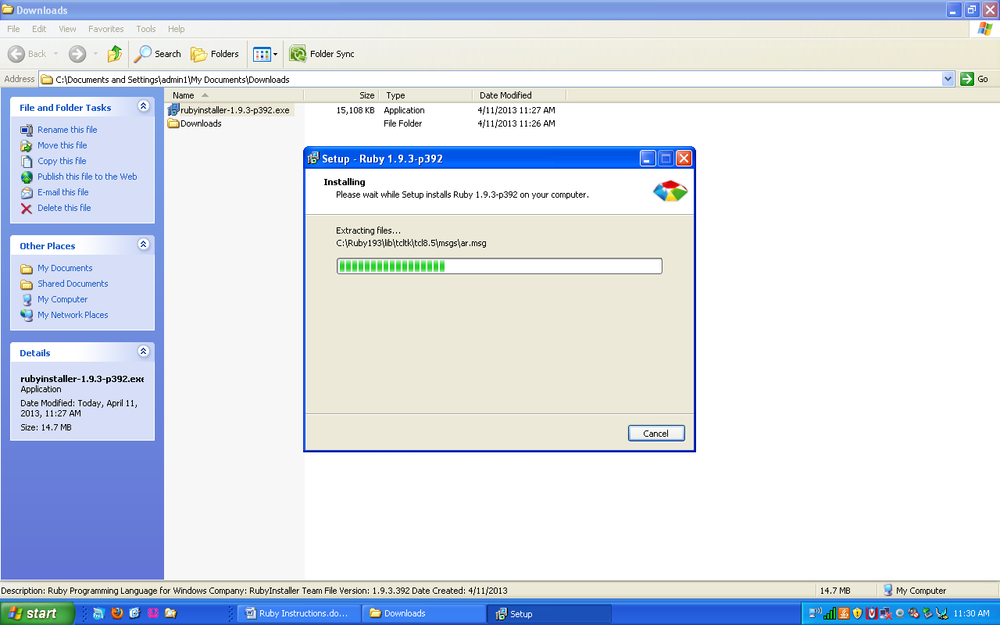 Downloads
File Edit View Favorites Tools Help
Back Search Folders Folder Sync
Address C:\Documents and Settings\admin1\My Documents\Downloads Go
File and Folder Tasks
Rename this file
Move this file
Copy this file
Publish this file to the Web
E-mail this file
Delete this file
Other Places
My Documents
Shared Documents
My Computer
My Network Places
Details
rubyinstaller-1.9.3-p392.exe
Application
Date Modified: Today, April 11,
2013, 11:27 AM
Size: 14.7 MB
Name Size Type Date Modified
rubyinstaller-1.9.3-p392.exe 15,108 KB Application 4/11/2013 11:27 AM
Downloads File Folder 4/11/2013 11:26 AM
Setup - Ruby 1.9.3-p392
Installing
Please wait while Setup installs Ruby 1.9.3-p392 on your computer.
Extracting files...
C:\Ruby193\lib\tcltk\tcl8.5\msgs\ar.msg
Cancel
Description: Ruby Programming Language for Windows Company: RubyInstaller Team File Version: 1.9.3.392 Date Created: 4/11/2013 14.7 MB My Computer
start Ruby Instructions.do... Downloads Setup 11:30 AM